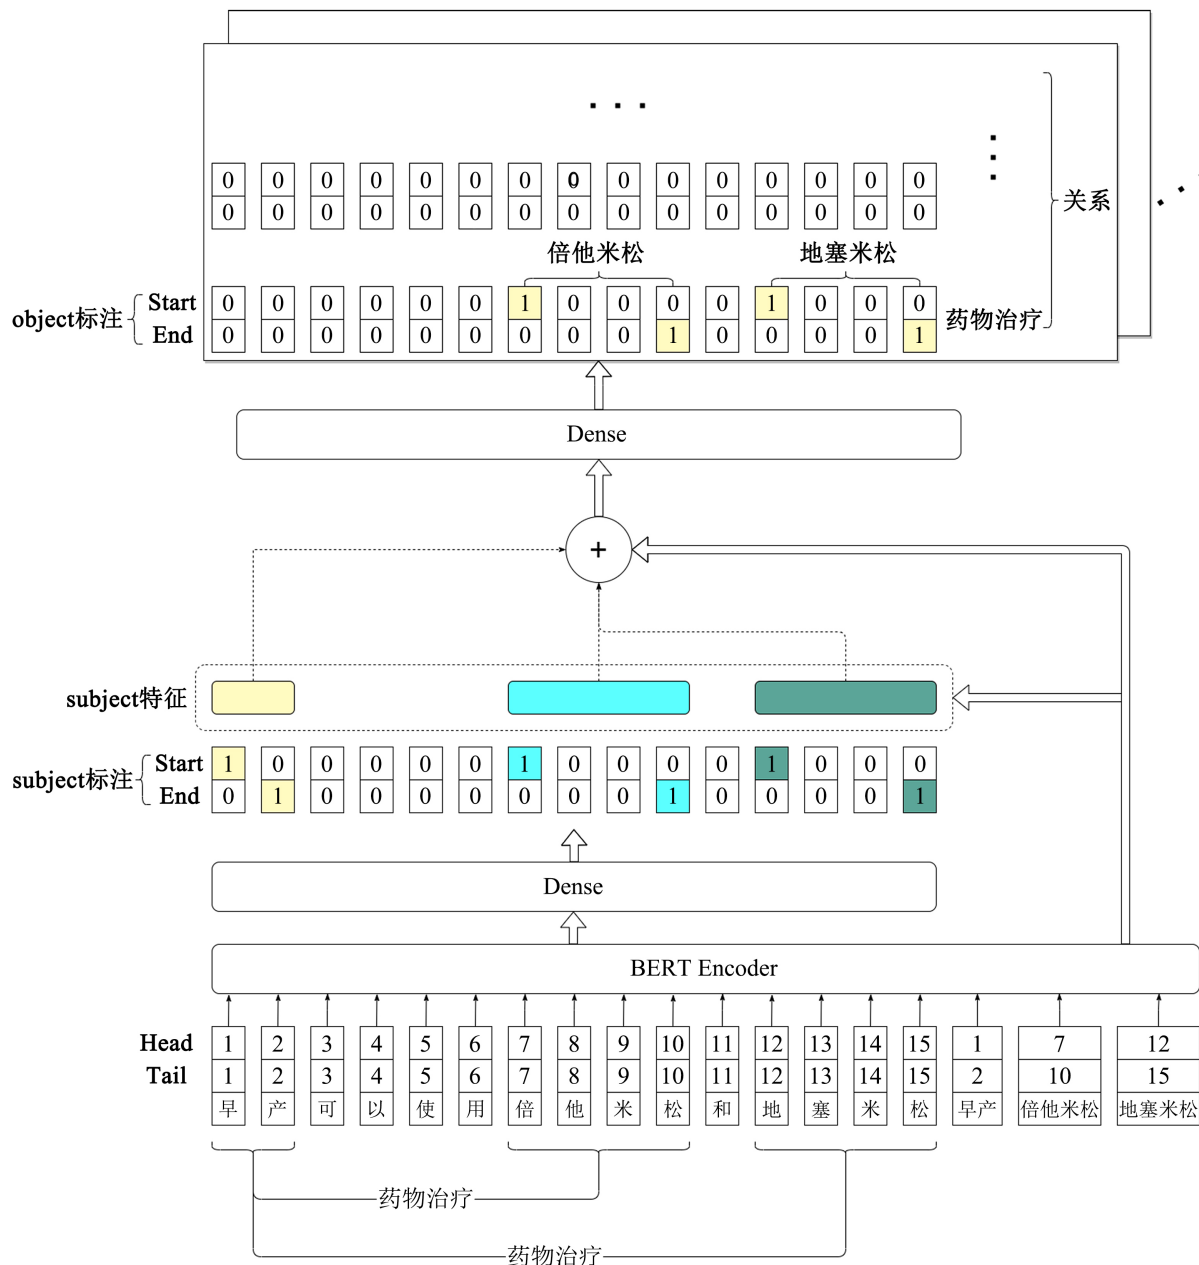 . . .
0 0 0 0 0 0 0 0 0 0 0 0 0 0 0
0 0 0 0 0 0 0 0 0 0 0 0 0 0 0
关系
倍他米松 地塞米松
object标注
Start 0 0 0 0 0 0 1 0 0 0 0 1 0 0 0
End 0 0 0 0 0 0 0 0 0 1 0 0 0 0 1
药物治疗
Dense
+
subject特征
subject标注
Start 1 0 0 0 0 0 1 0 0 0 0 1 0 0 0
End 0 1 0 0 0 0 0 0 0 1 0 0 0 0 1
Dense
BERT Encoder
Head 1 2 3 4 5 6 7 8 9 10 11 12 13 14 15 1 7 12
Tail 1 2 3 4 5 6 7 8 9 10 11 12 13 14 15 2 10 15
早 产 可 以 使 用 倍 他 米 松 和 地 塞 米 松 早产 倍他米松 地塞米松
药物治疗
药物治疗